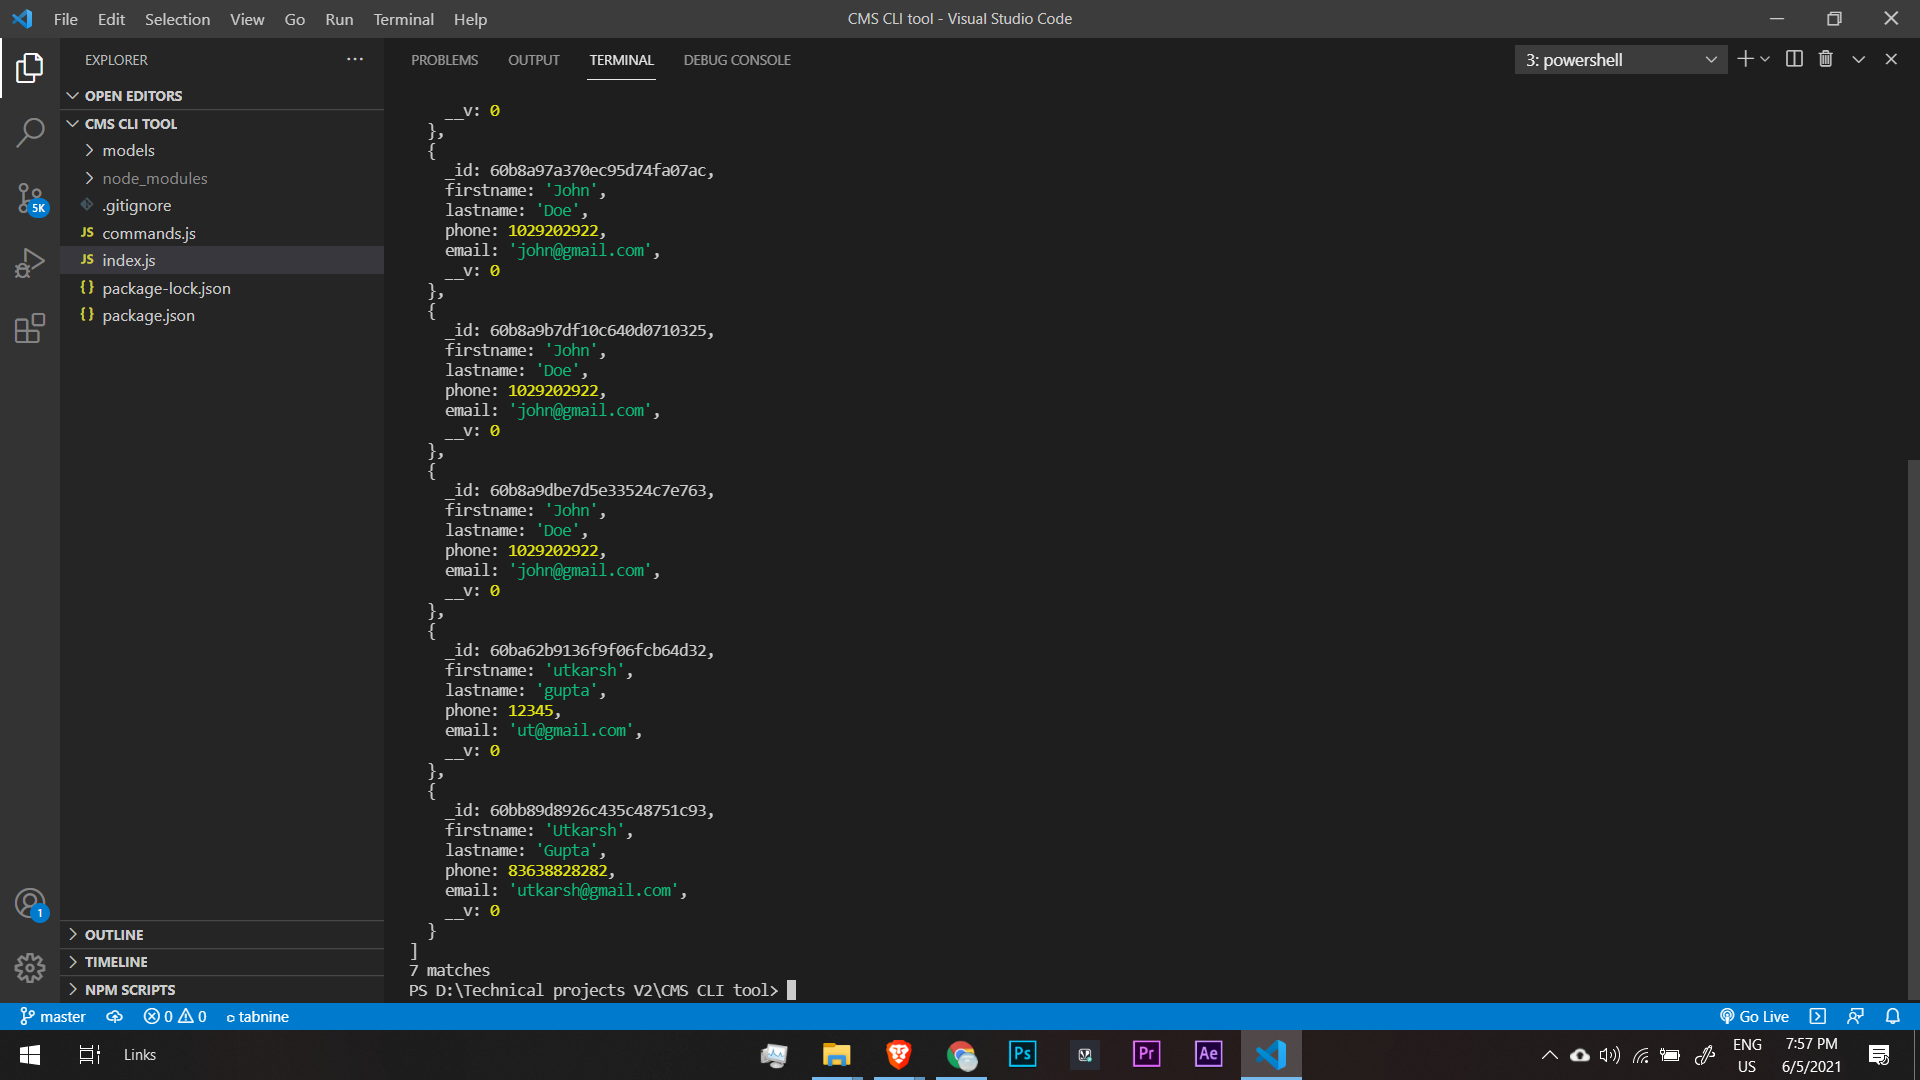 File Edit Selection View Go Run Terminal Help
CMS CLI tool - Visual Studio Code
EXPLORER
OPEN EDITORS
CMS CLI TOOL
models
node_modules
.gitignore
JS commands.js
JS index.js
{} package-lock.json
{} package.json
OUTLINE
TIMELINE
NPM SCRIPTS
5K
1
PROBLEMS OUTPUT TERMINAL DEBUG CONSOLE
3: powershell
__v: 0
},
{
_id: 60b8a97a370ec95d74fa07ac,
firstname: 'John',
lastname: 'Doe',
phone: 1029202922,
email: 'john@gmail.com',
__v: 0
},
{
_id: 60b8a9b7df10c640d0710325,
firstname: 'John',
lastname: 'Doe',
phone: 1029202922,
email: 'john@gmail.com',
__v: 0
},
{
_id: 60b8a9dbe7d5e33524c7e763,
firstname: 'John',
lastname: 'Doe',
phone: 1029202922,
email: 'john@gmail.com',
__v: 0
},
{
_id: 60ba62b9136f9f06fcb64d32,
firstname: 'utkarsh',
lastname: 'gupta',
phone: 12345,
email: 'ut@gmail.com',
__v: 0
},
{
_id: 60bb89d8926c435c48751c93,
firstname: 'Utkarsh',
lastname: 'Gupta',
phone: 83638828282,
email: 'utkarsh@gmail.com',
__v: 0
}
]
7 matches
PS D:\Technical projects V2\CMS CLI tool>
master 0 0 tabnine Go Live
Links
Ps
Pr
Ae
ENG
US
7:57 PM
6/5/2021